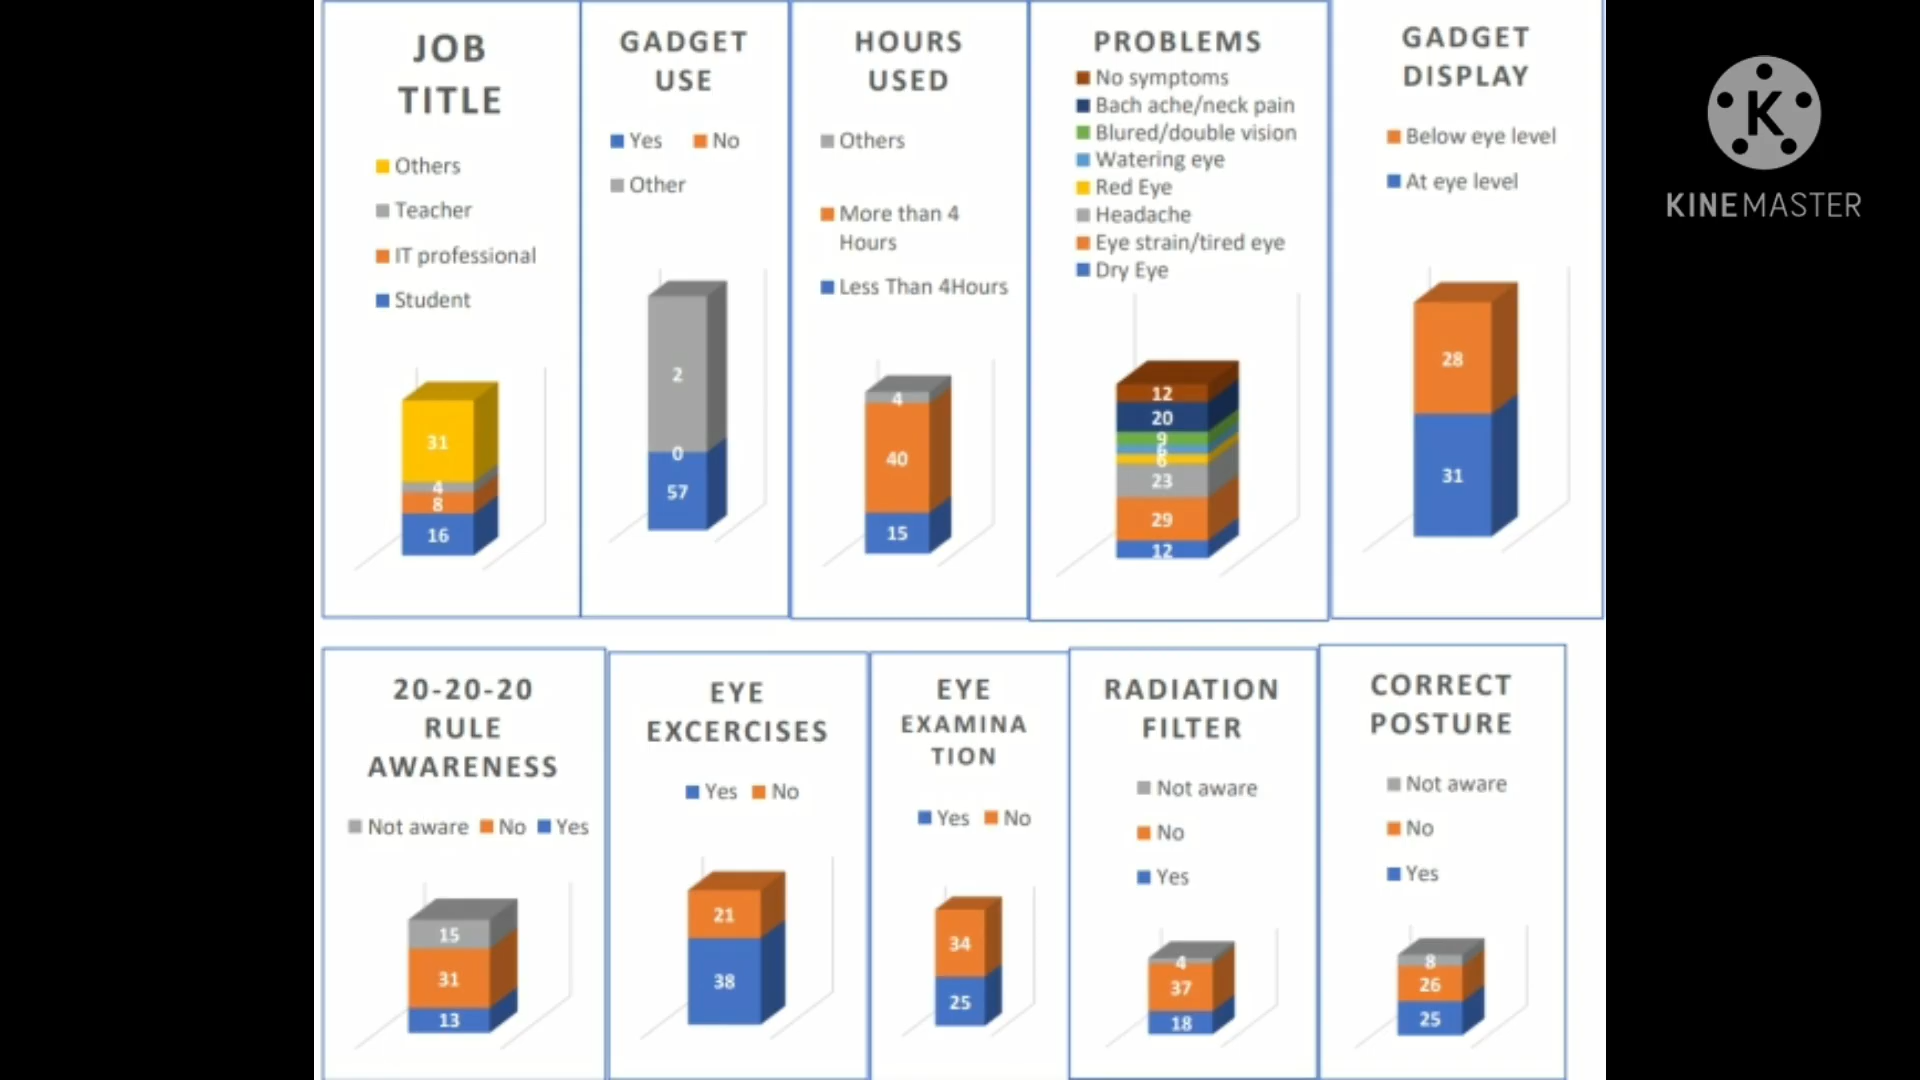 JOB
TITLE
Others
Teacher
IT professional
Student
31
4
8
16
GADGET
USE
Yes No
Other
2
0
57
HOURS
USED
Others
More than 4
Hours
Less Than 4Hours
4
40
15
PROBLEMS
No symptoms
Bach ache/neck pain
Blured/double vision
Watering eye
Red Eye
Headache
Eye strain/tired eye
Dry Eye
12
20
9
6
23
29
12
GADGET
DISPLAY
Below eye level
At eye level
28
31
KINEMASTER
20-20-20
RULE
AWARENESS
Not aware No Yes
15
31
13
EYE
EXCERCISES
Yes No
21
38
EYE
EXAMINA
TION
Yes No
34
25
RADIATION
FILTER
Not aware
No
Yes
4
37
18
CORRECT
POSTURE
Not aware
No
Yes
8
26
25